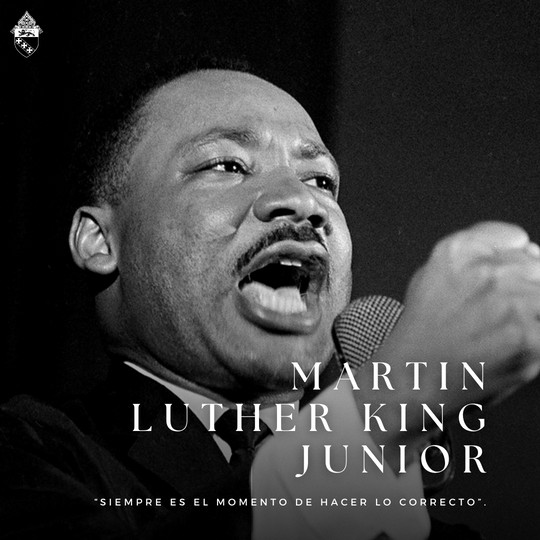 MARTIN
LUTHER KING
JUNIOR
"SIEMPRE ES EL MOMENTO DE HACER LO CORRECTO".